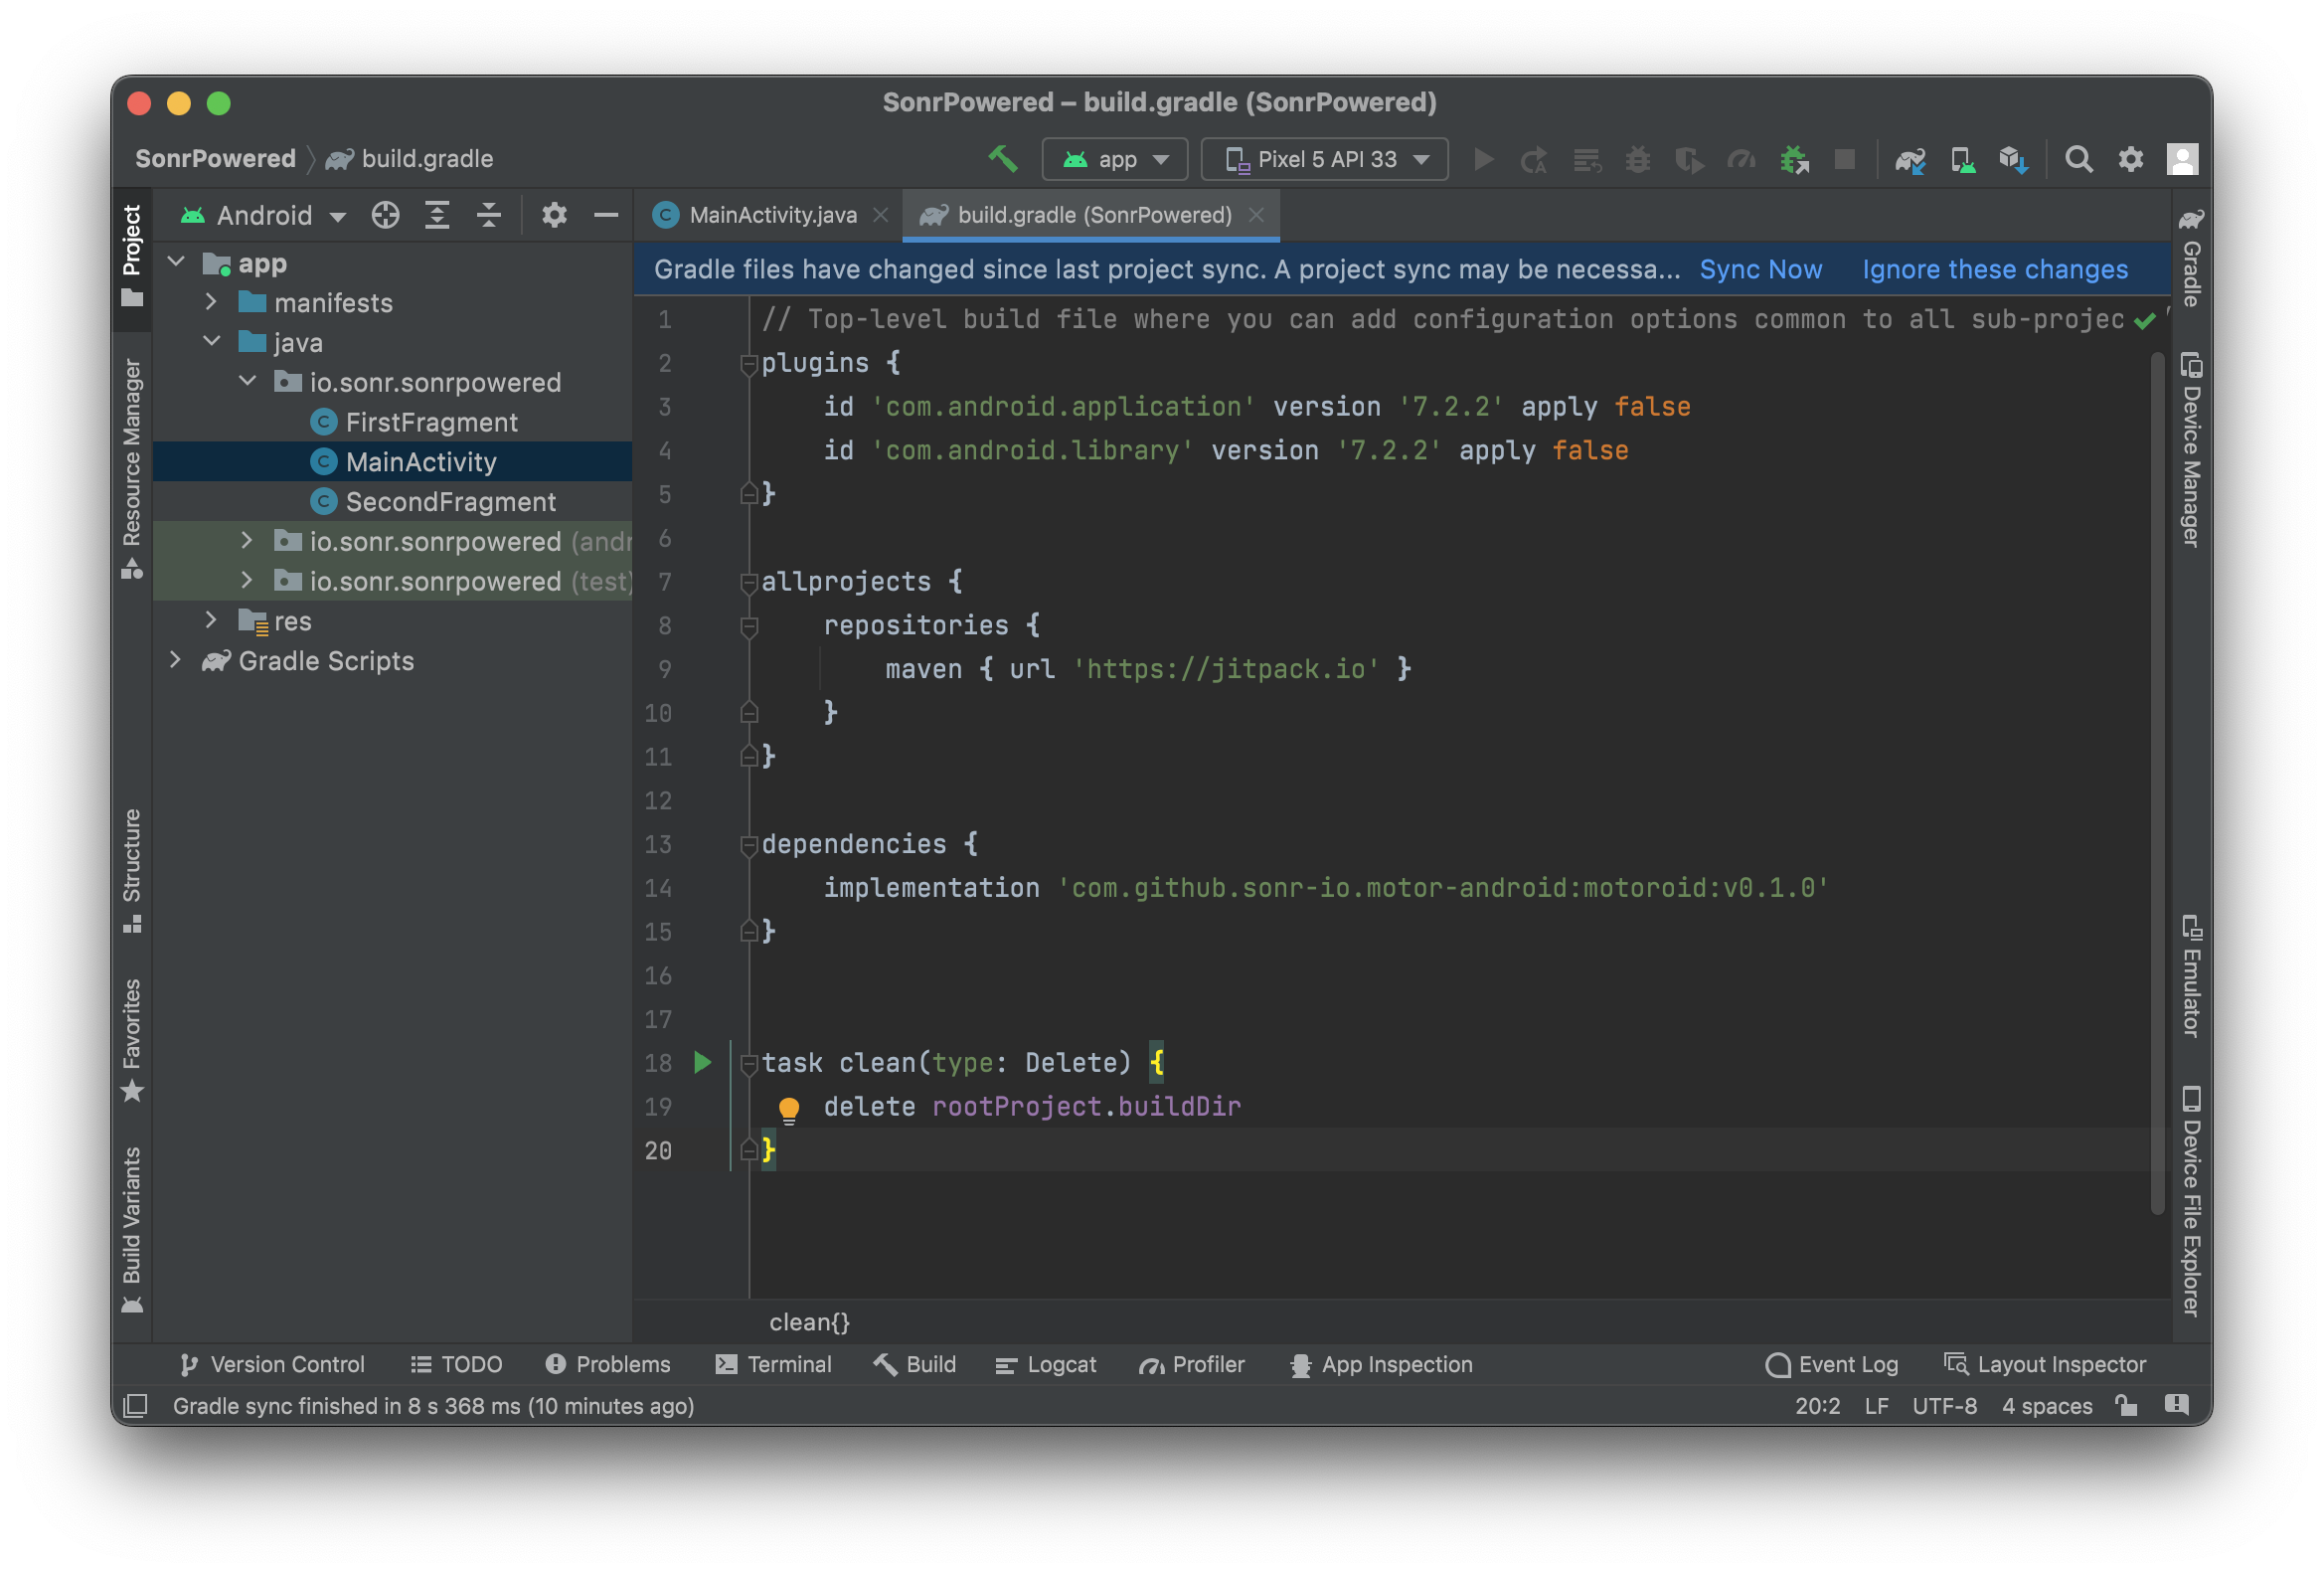 SonrPowered – build.gradle (SonrPowered)
SonrPowered build.gradle
app
Pixel 5 API 33
Project
Resource Manager
Structure
Favorites
Build Variants
Android
app
manifests
java
io.sonr.sonrpowered
FirstFragment
MainActivity
SecondFragment
io.sonr.sonrpowered (andr
io.sonr.sonrpowered (test)
res
Gradle Scripts
MainActivity.java
build.gradle (SonrPowered)
Gradle files have changed since last project sync. A project sync may be necessa... Sync Now Ignore these changes
1 // Top-level build file where you can add configuration options common to all sub-projec
2 plugins {
3 id 'com.android.application' version '7.2.2' apply false
4 id 'com.android.library' version '7.2.2' apply false
5 }
6
7 allprojects {
8 repositories {
9 maven { url 'https://jitpack.io' }
10 }
11 }
12
13 dependencies {
14 implementation 'com.github.sonr-io.motor-android:motoroid:v0.1.0'
15 }
16
17
18 task clean(type: Delete) {
19 delete rootProject.buildDir
20 }
clean{}
Gradle
Device Manager
Emulator
Device File Explorer
Version Control TODO Problems Terminal Build Logcat Profiler App Inspection Event Log Layout Inspector
Gradle sync finished in 8 s 368 ms (10 minutes ago) 20:2 LF UTF-8 4 spaces